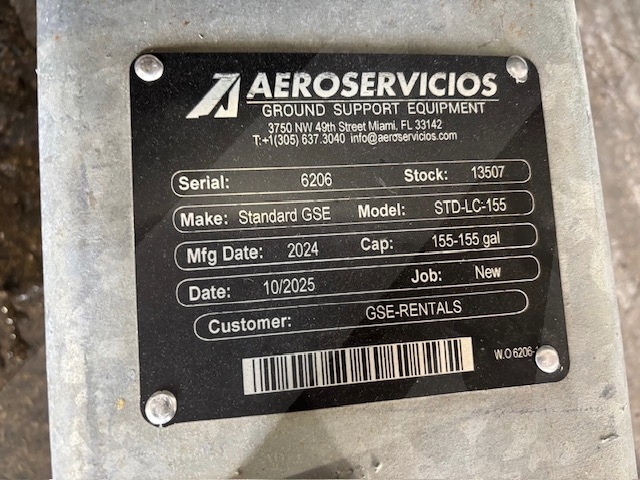 AEROSERVICIOS
GROUND SUPPORT EQUIPMENT
3750 NW 49th Street Miami, FL 33142
T:+1(305) 637.3040 info@aeroservicios.com
Serial: 6206 Stock: 13507
Make: Standard GSE Model: STD-LC-155
Mfg Date: 2024 Cap: 155-155 gal
Date: 10/2025 Job: New
Customer: GSE-RENTALS
W.O 6206-